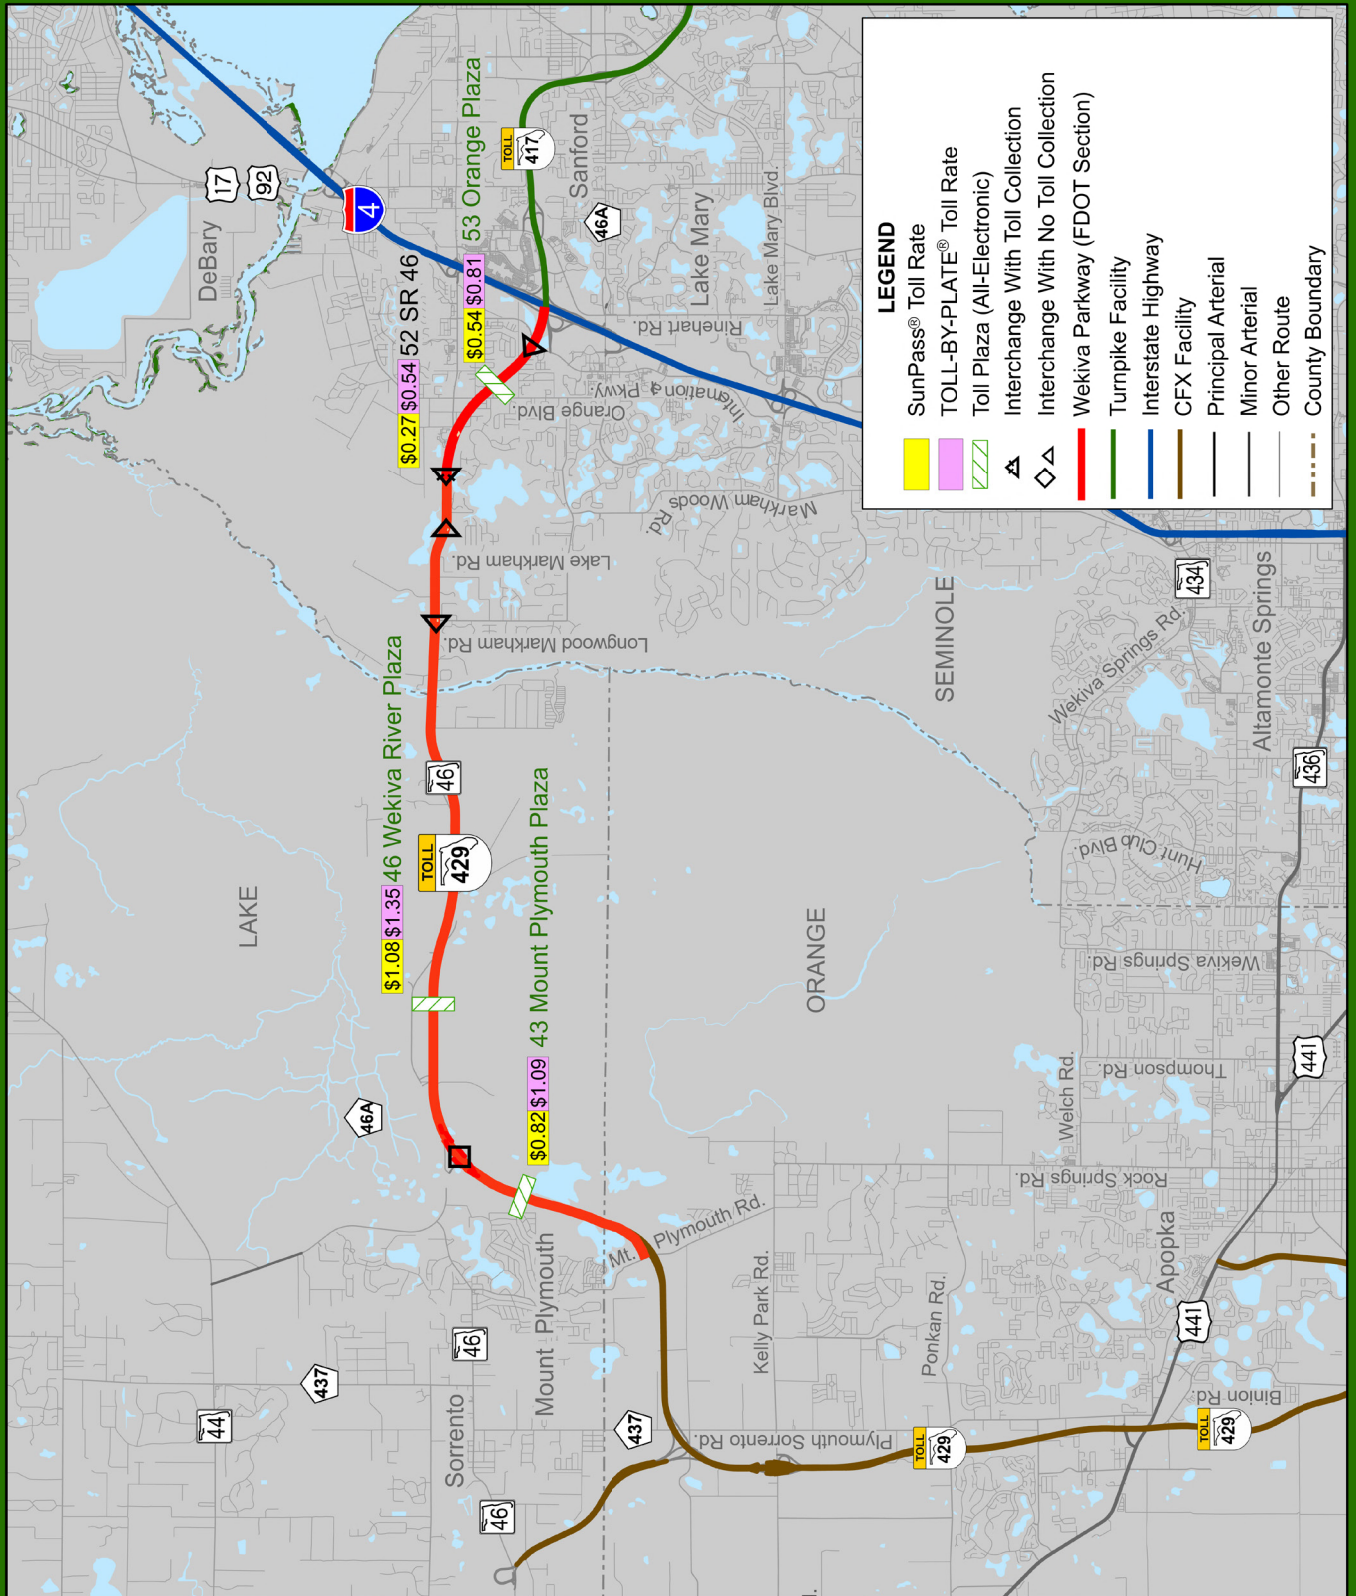 LEGEND
SunPass® Toll Rate
TOLL-BY-PLATE® Toll Rate
Toll Plaza (All-Electronic)
Interchange With Toll Collection
Interchange With No Toll Collection
Wekiva Parkway (FDOT Section)
Turnpike Facility
Interstate Highway
CFX Facility
Principal Arterial
Minor Arterial
Other Route
County Boundary
17
92
DeBary
4
$0.27 $0.54 52 SR 46
$0.54 $0.81 53 Orange Plaza
TOLL
417
Sanford
46A
Lake Mary
Lake Mary Blvd.
Rinehart Rd.
Orange Blvd.
Markham Woods Rd.
Lake Markham Rd.
Longwood Markham Rd.
$1.08 $1.35 46 Wekiva River Plaza
46
TOLL
429
$0.82 $1.09 43 Mount Plymouth Plaza
LAKE
SEMINOLE
ORANGE
46A
434
Wekiva Springs Rd.
Altamonte Springs
436
Hunt Club Blvd.
Wekiva Springs Rd.
441
Thompson Rd.
Welch Rd.
Rock Springs Rd.
Mt. Plymouth Rd.
Mount Plymouth
Kelly Park Rd.
Ponkan Rd.
Apopka
441
46
437
44
Sorrento
46
437
Plymouth Sorrento Rd.
TOLL
429
TOLL
429
Binion Rd.